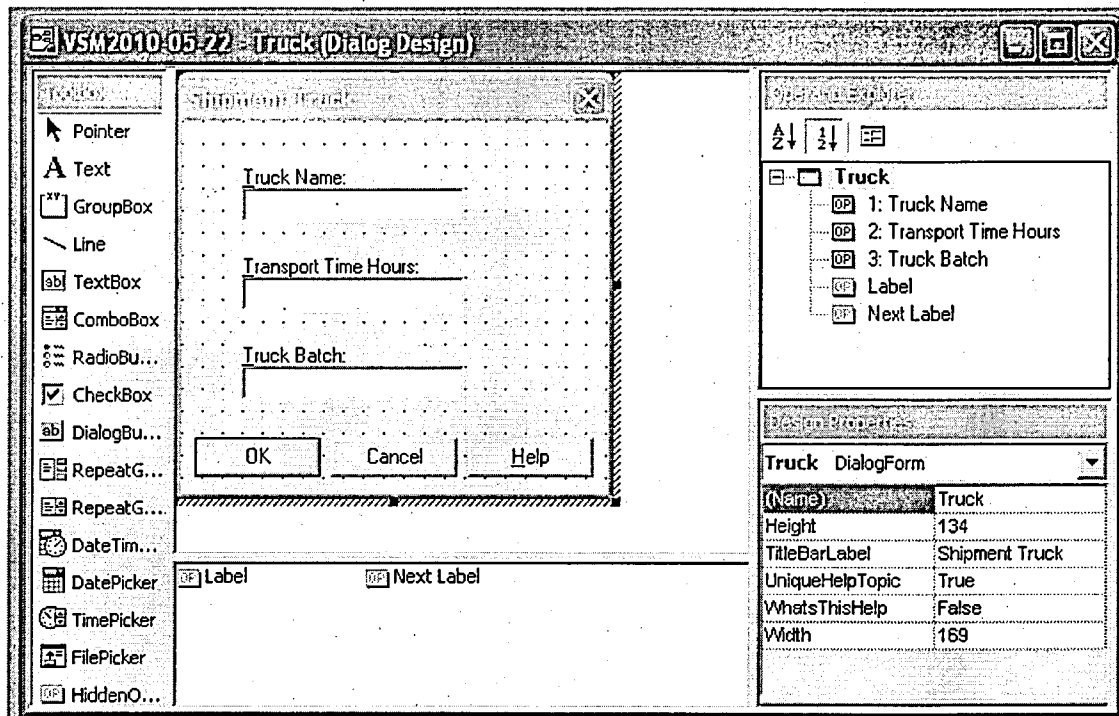 VSM2010-05-22 - Truck (Dialog Design)
Toolbox
Pointer
A Text
GroupBox
Line
TextBox
ComboBox
RadioBu...
CheckBox
DialogBu...
RepeatG...
RepeatG...
DateTim...
DatePicker
TimePicker
FilePicker
HiddenO...
Shipment Truck
Truck Name:
Transport Time Hours:
Truck Batch:
OK Cancel Help
Label Next Label
Operand Explorer
Truck
1: Truck Name
2: Transport Time Hours
3: Truck Batch
Label
Next Label
Design Properties
Truck DialogForm
(Name) Truck
Height 134
TitleBarLabel Shipment Truck
UniqueHelpTopic True
WhatsThisHelp False
Width 169